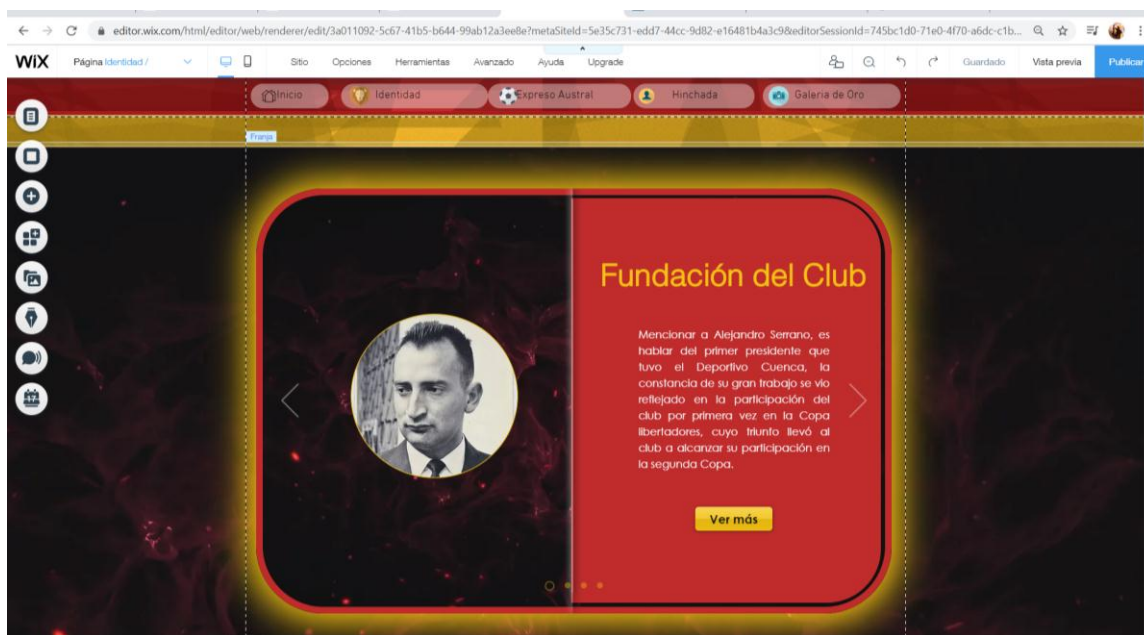 editor.wix.com/html/editor/web/renderer/edit/3a011092-5c67-41b5-b644-99ab12a3ee8e?metaSiteId=5e35c731-edd7-44cc-9d82-e16481b4a3c9&editorSessionId=745bc1d0-71e0-4f70-a6dc-c1b...
WiX Página Identidad / Sitio Opciones Herramientas Avanzado Ayuda Upgrade Guardado Vista previa Publicar
Inicio Identidad Expreso Austral Hinchada Galeria de Oro
Franja
17
Fundación del Club
Mencionar a Alejandro Serrano, es
hablar del primer presidente que
tuvo el Deportivo Cuenca, la
constancia de su gran trabajo se vio
reflejado en la participación del
club por primera vez en la Copa
libertadores, cuyo triunfo llevó al
club a alcanzar su participación en
la segunda Copa.
Ver más